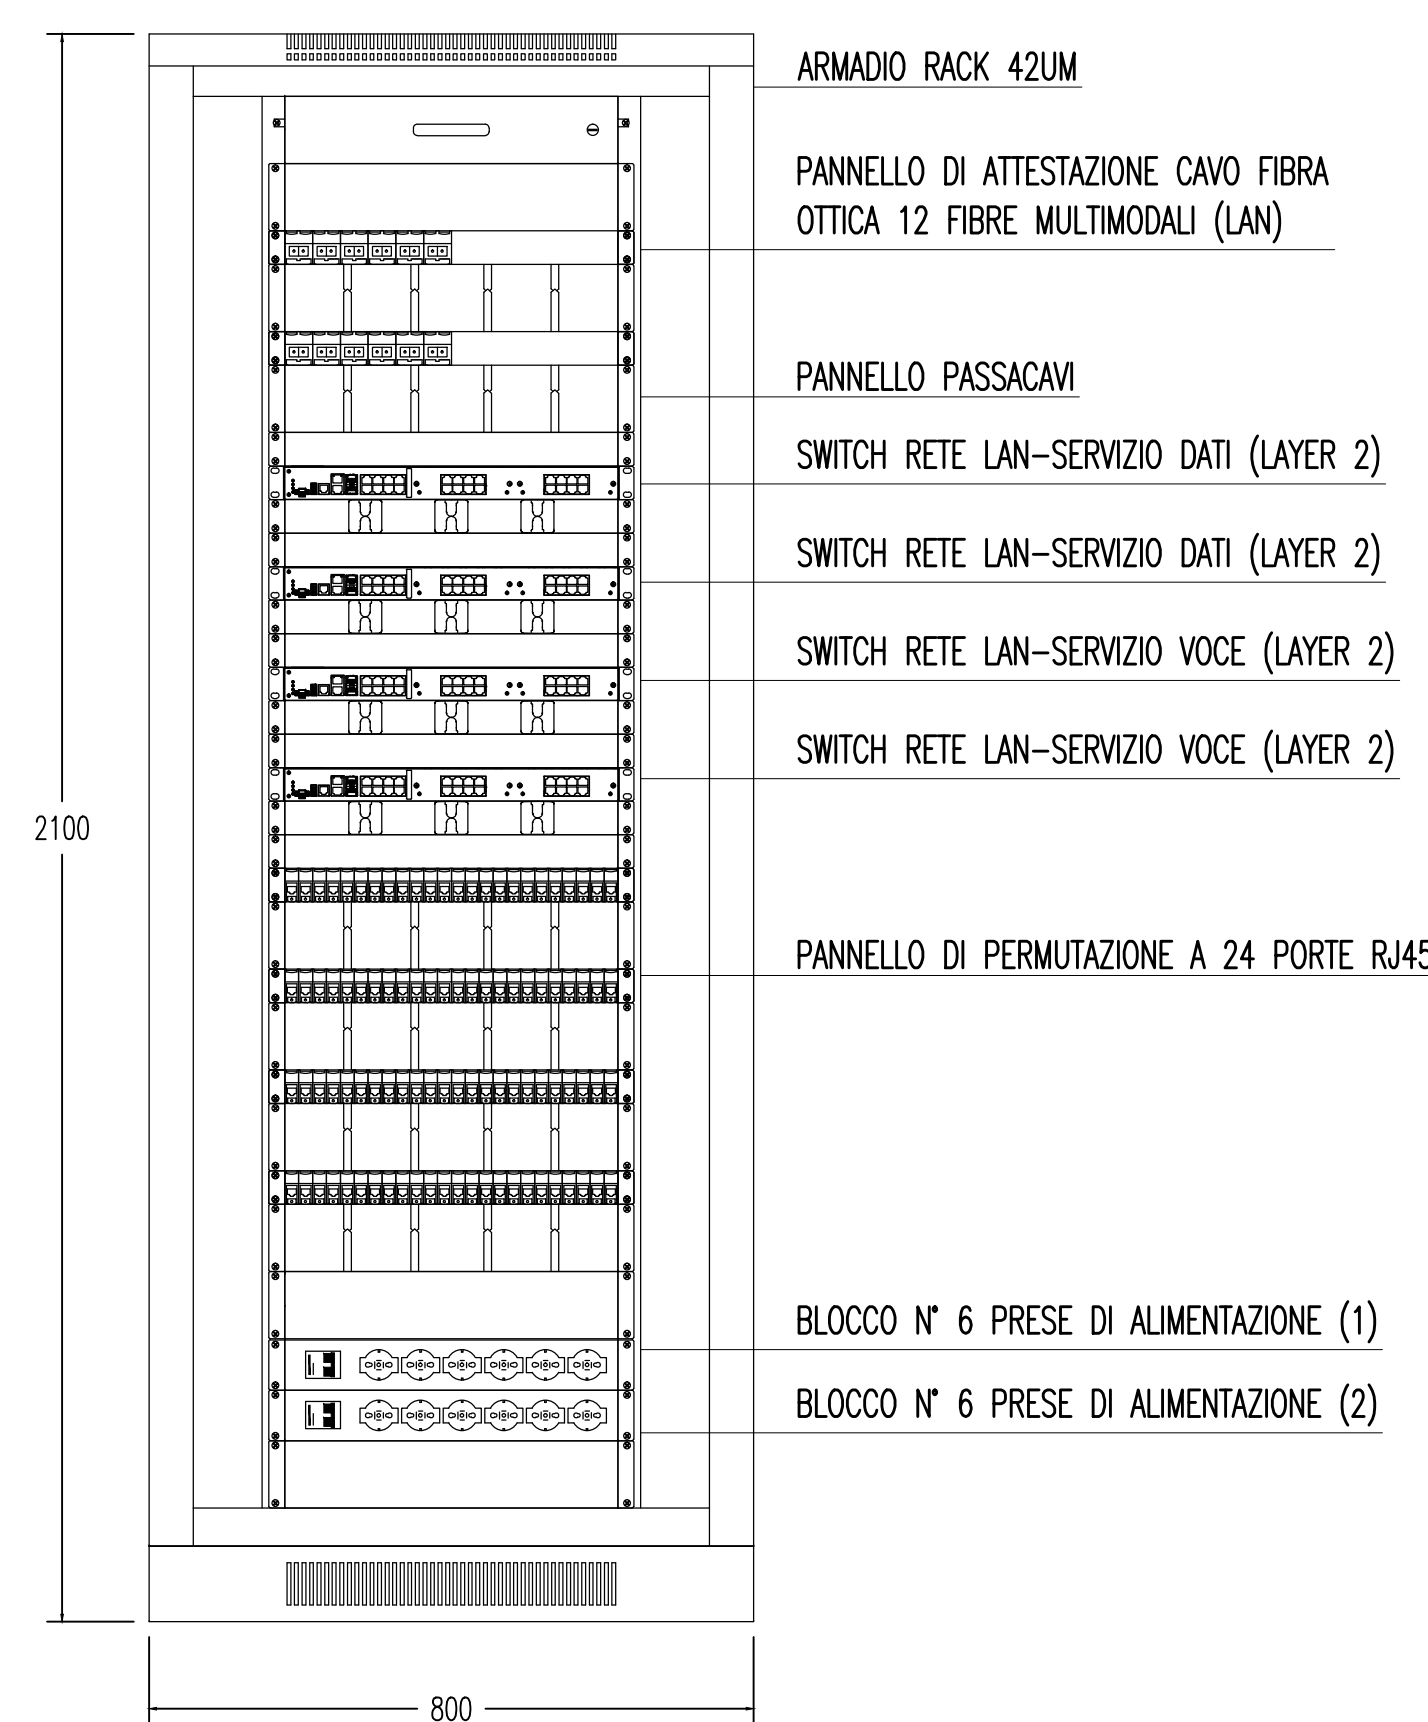 ARMADIO RACK 42UM
PANNELLO DI ATTESTAZIONE CAVO FIBRA
OTTICA 12 FIBRE MULTIMODALI (LAN)
PANNELLO PASSACAVI
SWITCH RETE LAN-SERVIZIO DATI (LAYER 2)
SWITCH RETE LAN-SERVIZIO DATI (LAYER 2)
SWITCH RETE LAN-SERVIZIO VOCE (LAYER 2)
SWITCH RETE LAN-SERVIZIO VOCE (LAYER 2)
2100
PANNELLO DI PERMUTAZIONE A 24 PORTE RJ45
BLOCCO N° 6 PRESE DI ALIMENTAZIONE (1)
BLOCCO N° 6 PRESE DI ALIMENTAZIONE (2)
800